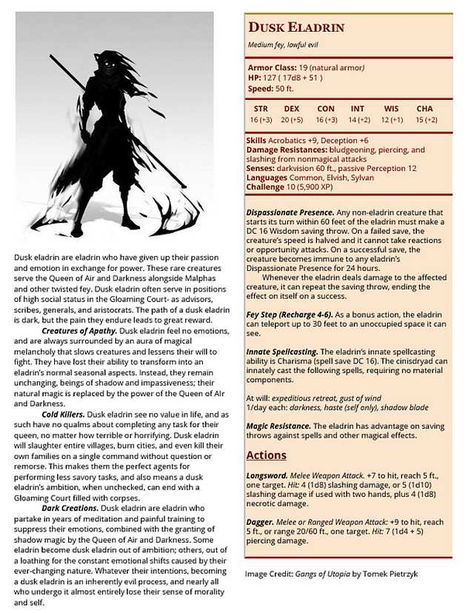 Dusk eladrin are eladrin who have given up their passion
and emotion in exchange for power. These rare creatures
serve the Queen of Air and Darkness alongside Malphas
and other twisted fey. Dusk eladrin often serve in positions
of high social status in the Gloaming Court- as advisors,
scribes, generals, and aristocrats. The path of a dusk eladrin
is dark, but the pain they endure leads to great reward.
Creatures of Apathy. Dusk eladrin feel no emotions,
and are always surrounded by an aura of magical
melancholy that slows creatures and lessens their will to
fight. They have lost their ability to transform into an
eladrin's normal seasonal aspects. Instead, they remain
unchanging, beings of shadow and impassiveness; their
natural magic is replaced by the power of the Queen of AIr
and Darkness.
Cold Killers. Dusk eladrin see no value in life, and as
such have no qualms about completing any task for their
queen, no matter how terrible or horrifying. Dusk eladrin
will slaughter entire villages, burn cities, and even kill their
own families on a single command without question or
remorse. This makes them the perfect agents for
performing less savory tasks, and also means a dusk
eladrin's ambition, when unchecked, can end with a
Gloaming Court filled with corpses.
Dark Creations. Dusk eladrin are eladrin who
partake in years of meditation and painful training to
suppress their emotions, combined with the granting of
shadow magic by the Queen of Air and Darkness. Some
eladrin become dusk eladrin out of ambition; others, out of
a loathing for the constant emotional shifts caused by their
ever-changing nature. Whatever their intentions, becoming
a dusk eladrin is an inherently evil process, and nearly all
who undergo it almost entirely lose their sense of morality
and self.
Dusk Eladrin
Medium fey, lawful evil
Armor Class: 19 (natural armor)
HP: 127 ( 17d8 + 51 )
Speed: 50 ft.
STR DEX CON INT WIS CHA
16 (+3) 20 (+5) 16 (+3) 14 (+2) 12 (+1) 15 (+2)
Skills Acrobatics +9, Deception +6
Damage Resistances: bludgeoning, piercing, and
slashing from nonmagical attacks
Senses: darkvision 60 ft., passive Perception 12
Languages Common, Elvish, Sylvan
Challenge 10 (5,900 XP)
Dispassionate Presence. Any non-eladrin creature that
starts its turn within 60 feet of the eladrin must make a
DC 16 Wisdom saving throw. On a failed save, the
creature's speed is halved and it cannot take reactions
or opportunity attacks. On a successful save, the
creature becomes immune to any eladrin's
Dispassionate Presence for 24 hours.
Whenever the eladrin deals damage to the affected
creature, it can repeat the saving throw, ending the
effect on itself on a success.
Fey Step (Recharge 4-6). As a bonus action, the eladrin
can teleport up to 30 feet to an unoccupied space it can
see.
Innate Spellcasting. The eladrin's innate spellcasting
ability is Charisma (spell save DC 16). The cinisdryad can
innately cast the following spells, requiring no material
components.
At will: expeditious retreat, gust of wind
1/day each: darkness, haste (self only), shadow blade
Magic Resistance. The eladrin has advantage on saving
throws against spells and other magical effects.
Actions
Longsword. Melee Weapon Attack. +7 to hit, reach 5 ft.,
one target. Hit: 4 (1d8) slashing damage, or 5 (1d10)
slashing damage if used with two hands, plus 4 (1d8)
necrotic damage.
Dagger. Melee or Ranged Weapon Attack: +9 to hit, reach
5 ft., or range 20/60 ft., one target. Hit: 7 (1d4 + 5)
piercing damage.
Image Credit: Gangs of Utopia by Tomek Pietrzyk